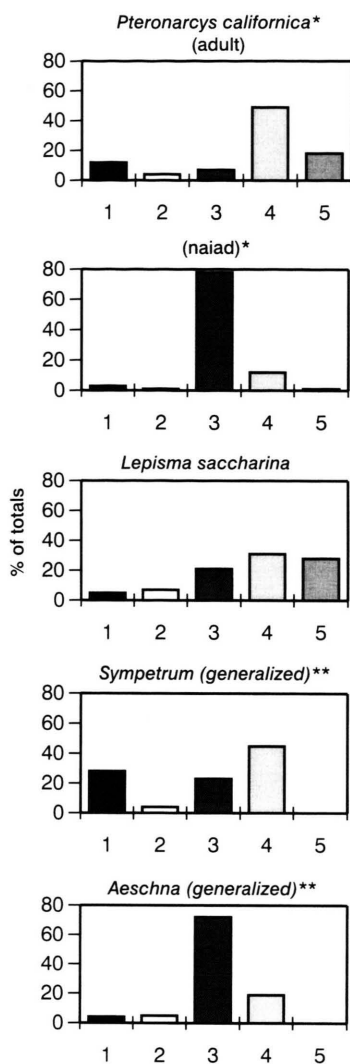 Pteronarcys californica*
(adult)
80
60
40
20
0
1 2 3 4 5
(naiad)*
80
60
40
20
0
1 2 3 4 5
Lepisma saccharina
% of totals
80
60
40
20
0
1 2 3 4 5
Sympetrum (generalized)**
80
60
40
20
0
1 2 3 4 5
Aeschna (generalized)**
80
60
40
20
0
1 2 3 4 5